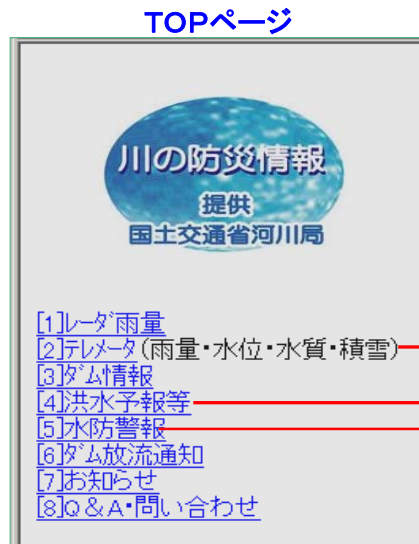 TOPページ
川の防災情報
提供
国土交通省河川局
[1]ﾚｰﾀﾞ雨量
[2]ﾃﾚﾒｰﾀ(雨量・水位・水質・積雪)
[3]ﾀﾞﾑ情報
[4]洪水予報等
[5]水防警報
[6]ﾀﾞﾑ放流通知
[7]お知らせ
[8]Q&A・問い合わせ